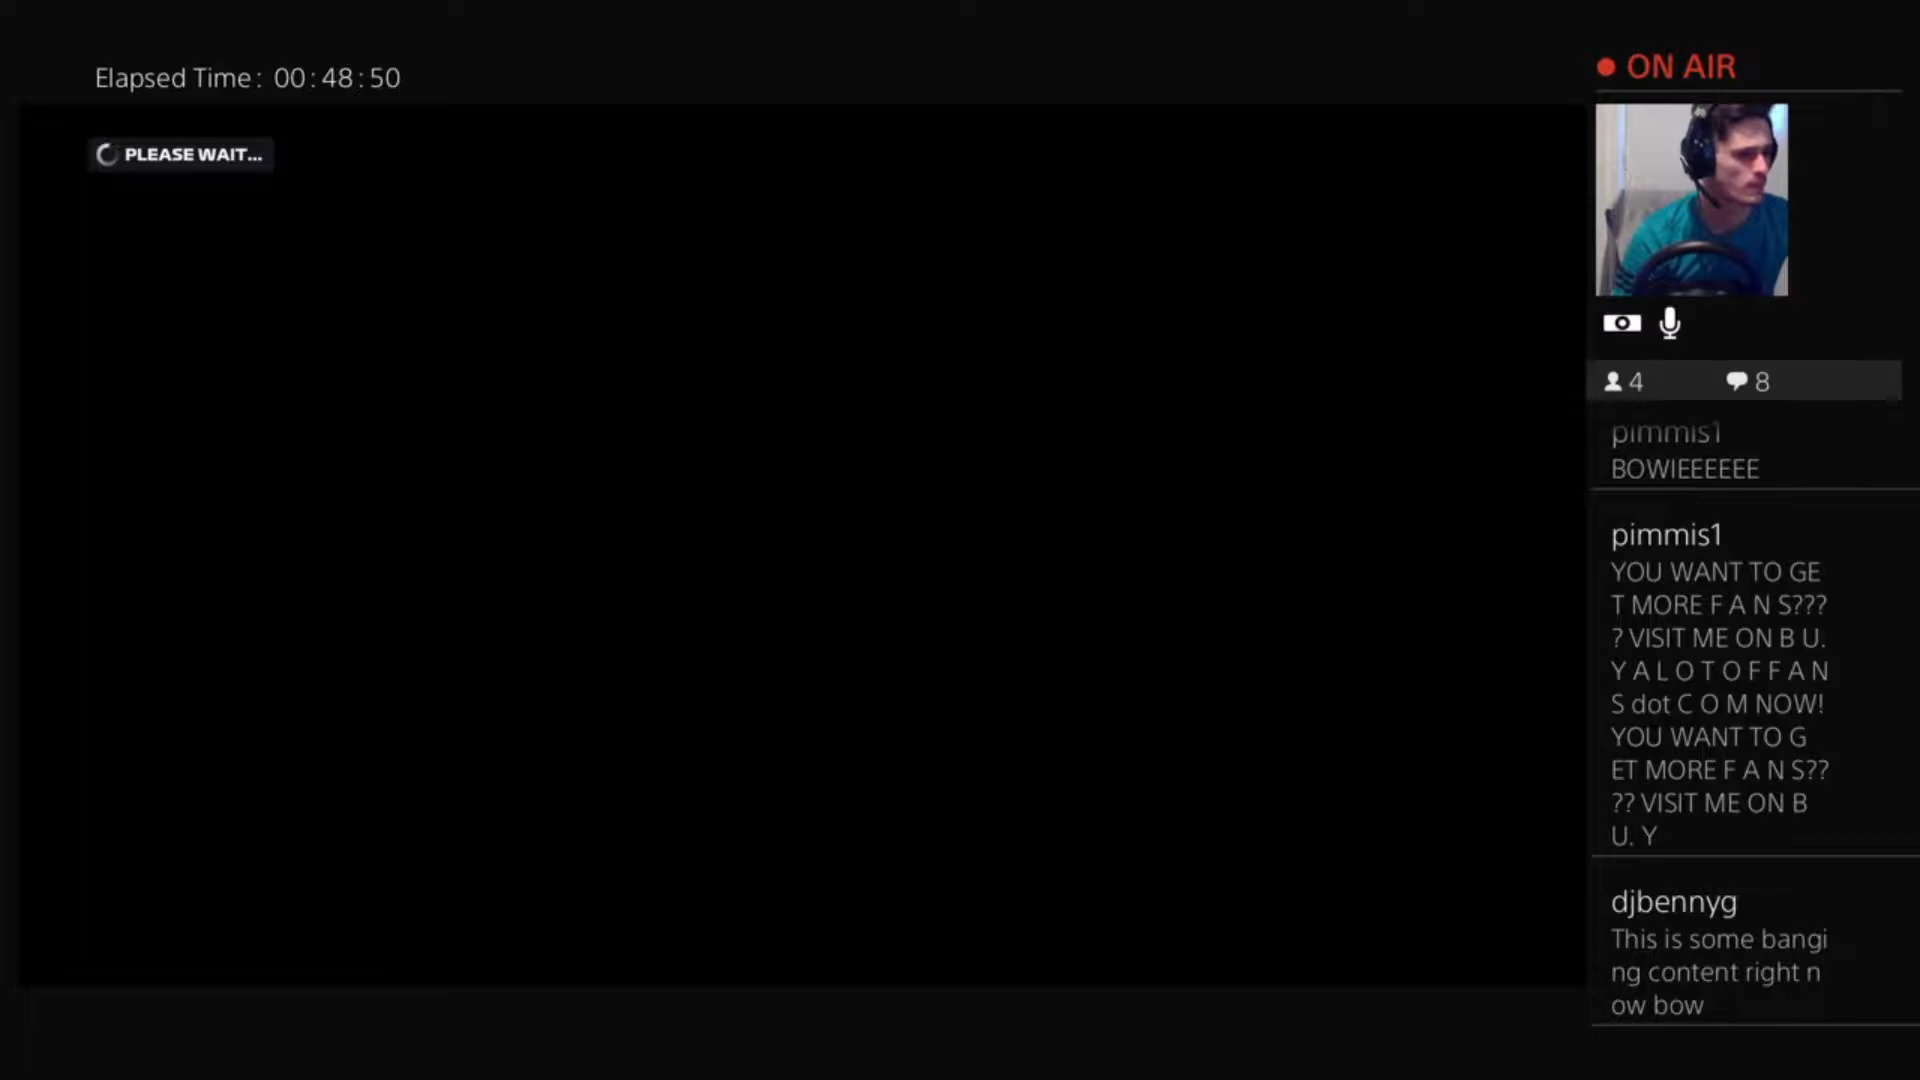 Elapsed Time: 00:48:50
PLEASE WAIT...
ON AIR
4
8
pimmis1
BOWIEEEEEE
pimmis1
YOU WANT TO GE
T MORE F A N S???
? VISIT ME ON B U.
Y A L O T O F F A N
S dot C O M NOW!
YOU WANT TO G
ET MORE F A N S??
?? VISIT ME ON B
U. Y
djbennyg
This is some bangi
ng content right n
ow bow